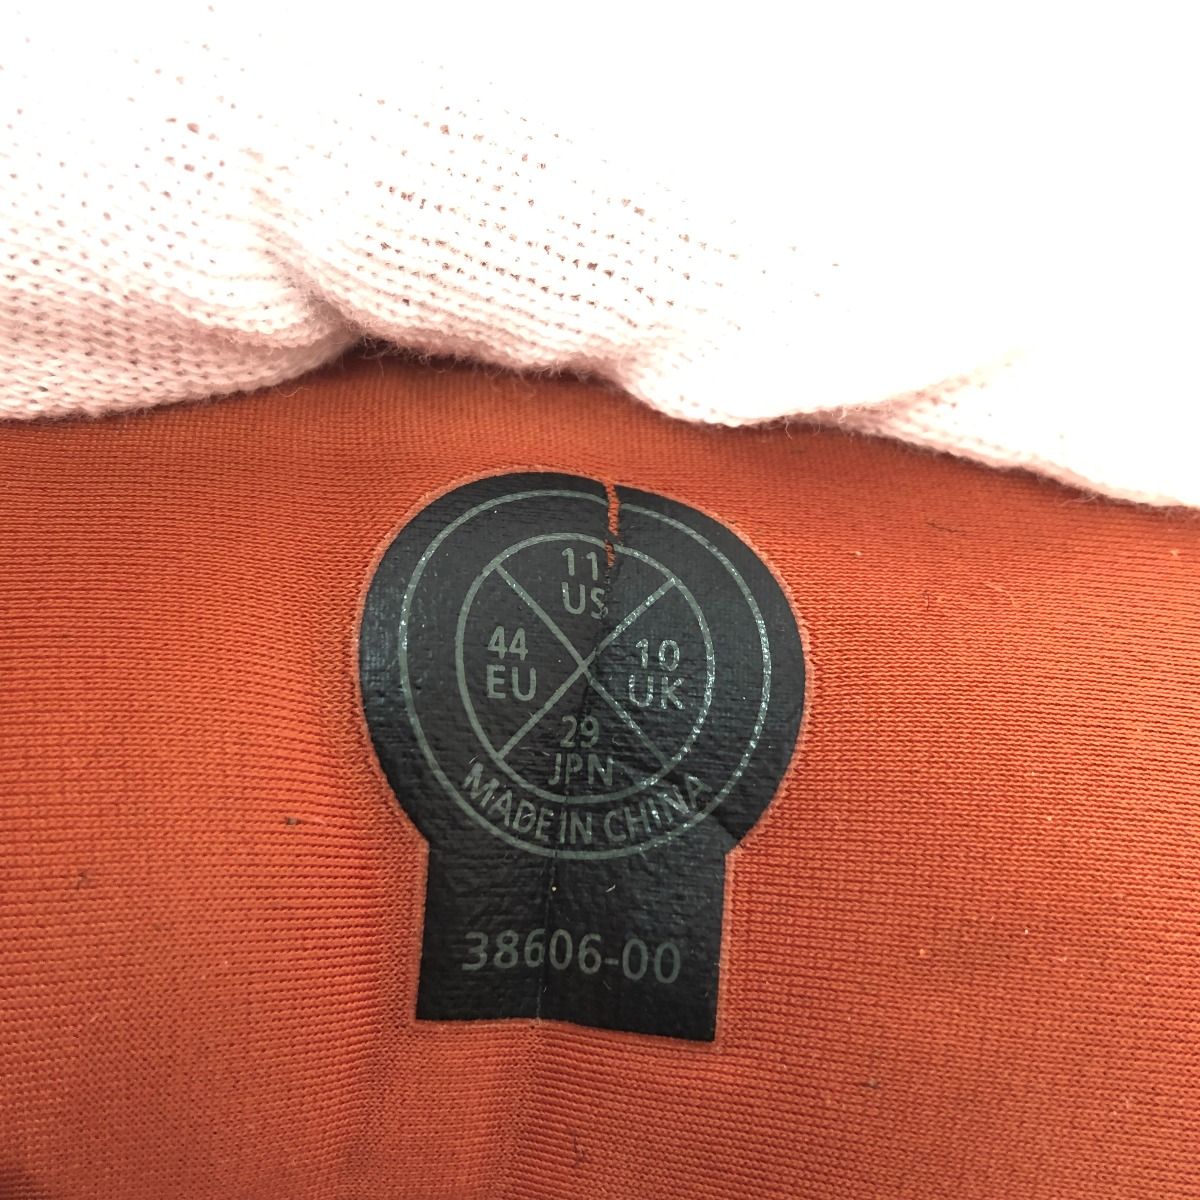 11
US
44
EU
10
UK
29
JPN
MADE IN CHINA
38606-00